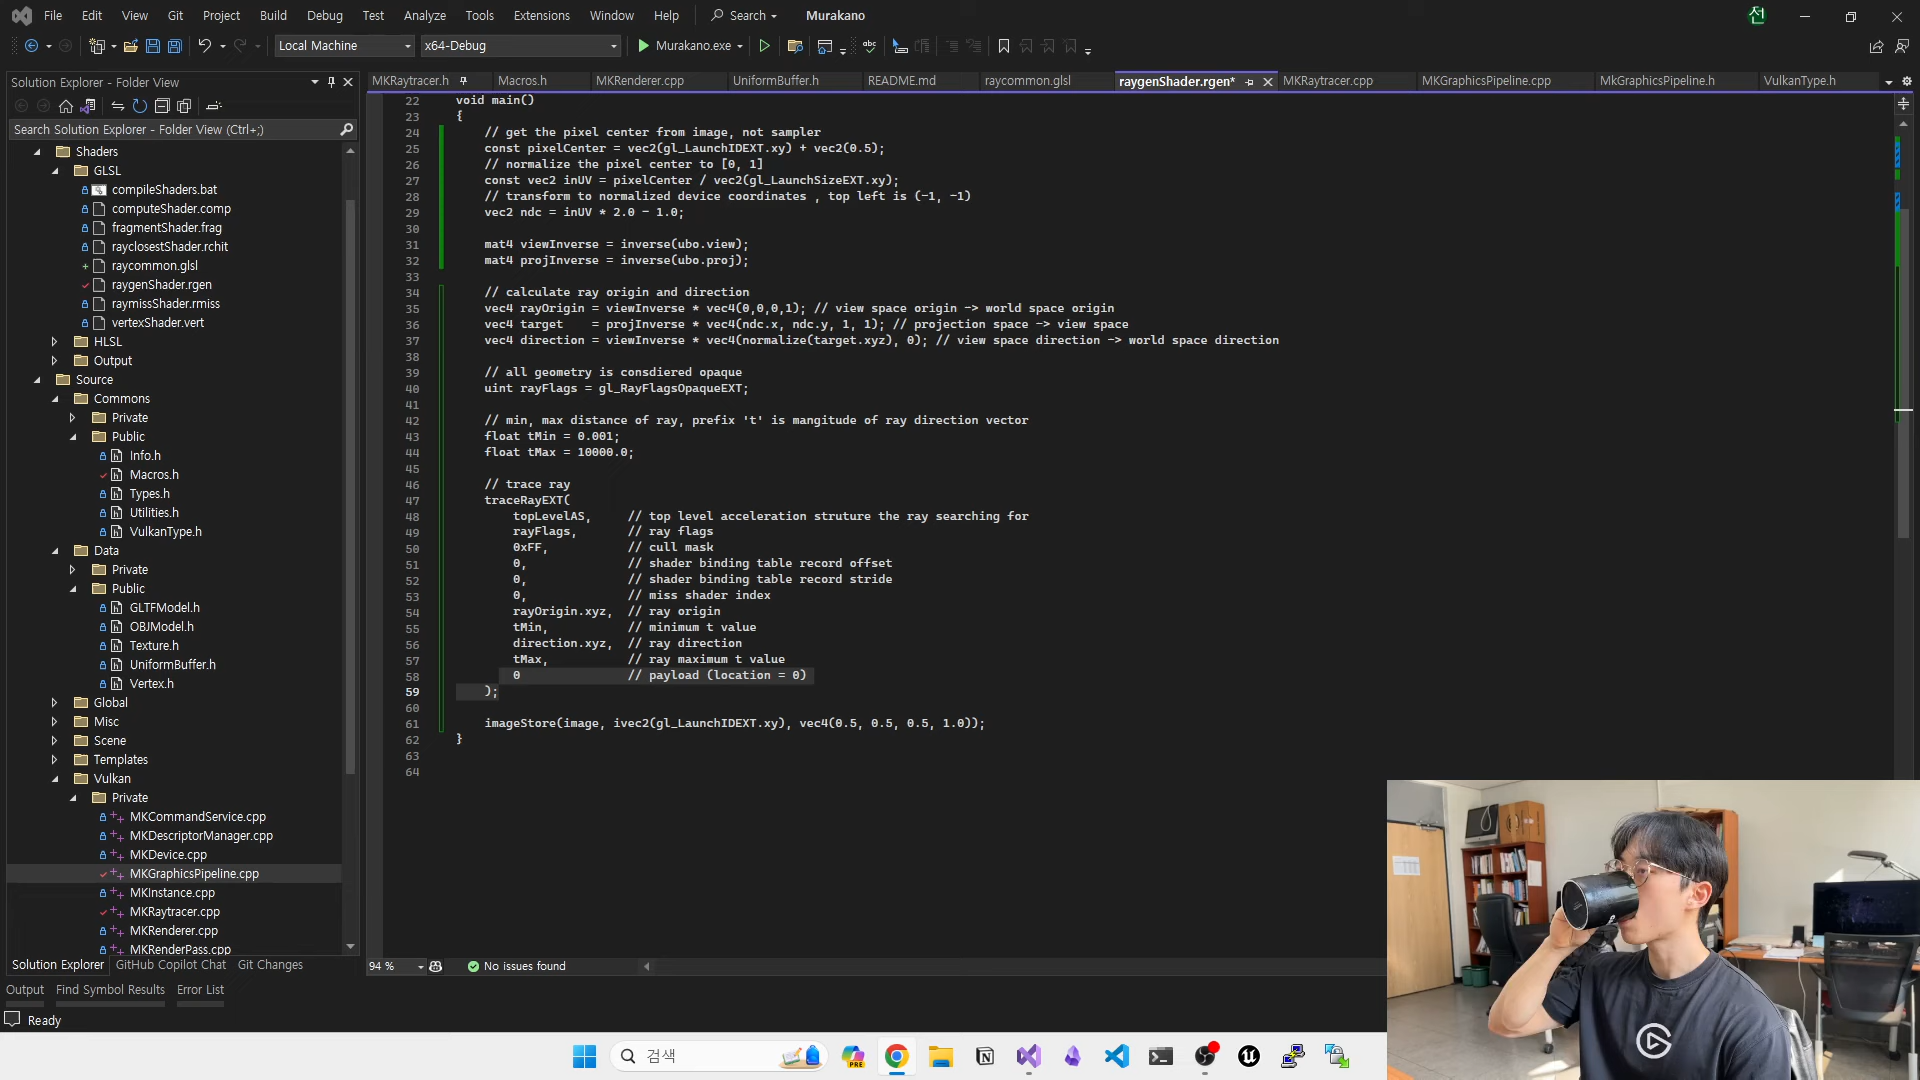 File Edit View Git Project Build Debug Test Analyze Tools Extensions Window Help Search Murakano 선
Local Machine x64-Debug Murakano.exe
Solution Explorer - Folder View
Search Solution Explorer - Folder View (Ctrl+;)
Shaders
GLSL
compileShaders.bat
computeShader.comp
fragmentShader.frag
rayclosestShader.rchit
raycommon.glsl
raygenShader.rgen
raymissShader.rmiss
vertexShader.vert
HLSL
Output
Source
Commons
Private
Public
Info.h
Macros.h
Types.h
Utilities.h
VulkanType.h
Data
Private
Public
GLTFModel.h
OBJModel.h
Texture.h
UniformBuffer.h
Vertex.h
Global
Misc
Scene
Templates
Vulkan
Private
MKCommandService.cpp
MKDescriptorManager.cpp
MKDevice.cpp
MKGraphicsPipeline.cpp
MKInstance.cpp
MKRaytracer.cpp
MKRenderer.cpp
MKRenderPass.cpp
Solution Explorer GitHub Copilot Chat Git Changes
MKRaytracer.h Macros.h MKRenderer.cpp UniformBuffer.h README.md raycommon.glsl raygenShader.rgen* MKRaytracer.cpp MKGraphicsPipeline.cpp MkGraphicsPipeline.h VulkanType.h
22 void main()
23 {
24 // get the pixel center from image, not sampler
25 const pixelCenter = vec2(gl_LaunchIDEXT.xy) + vec2(0.5);
26 // normalize the pixel center to [0, 1]
27 const vec2 inUV = pixelCenter / vec2(gl_LaunchSizeEXT.xy);
28 // transform to normalized device coordinates , top left is (-1, -1)
29 vec2 ndc = inUV * 2.0 - 1.0;
30
31 mat4 viewInverse = inverse(ubo.view);
32 mat4 projInverse = inverse(ubo.proj);
33
34 // calculate ray origin and direction
35 vec4 rayOrigin = viewInverse * vec4(0,0,0,1); // view space origin -> world space origin
36 vec4 target = projInverse * vec4(ndc.x, ndc.y, 1, 1); // projection space -> view space
37 vec4 direction = viewInverse * vec4(normalize(target.xyz), 0); // view space direction -> world space direction
38
39 // all geometry is consdiered opaque
40 uint rayFlags = gl_RayFlagsOpaqueEXT;
41
42 // min, max distance of ray, prefix 't' is mangitude of ray direction vector
43 float tMin = 0.001;
44 float tMax = 10000.0;
45
46 // trace ray
47 traceRayEXT(
48 topLevelAS, // top level acceleration struture the ray searching for
49 rayFlags, // ray flags
50 0xFF, // cull mask
51 0, // shader binding table record offset
52 0, // shader binding table record stride
53 0, // miss shader index
54 rayOrigin.xyz, // ray origin
55 tMin, // minimum t value
56 direction.xyz, // ray direction
57 tMax, // ray maximum t value
58 0 // payload (location = 0)
59 );
60
61 imageStore(image, ivec2(gl_LaunchIDEXT.xy), vec4(0.5, 0.5, 0.5, 1.0));
62 }
63
64
94 % No issues found
Output Find Symbol Results Error List
Ready
검색
PRE